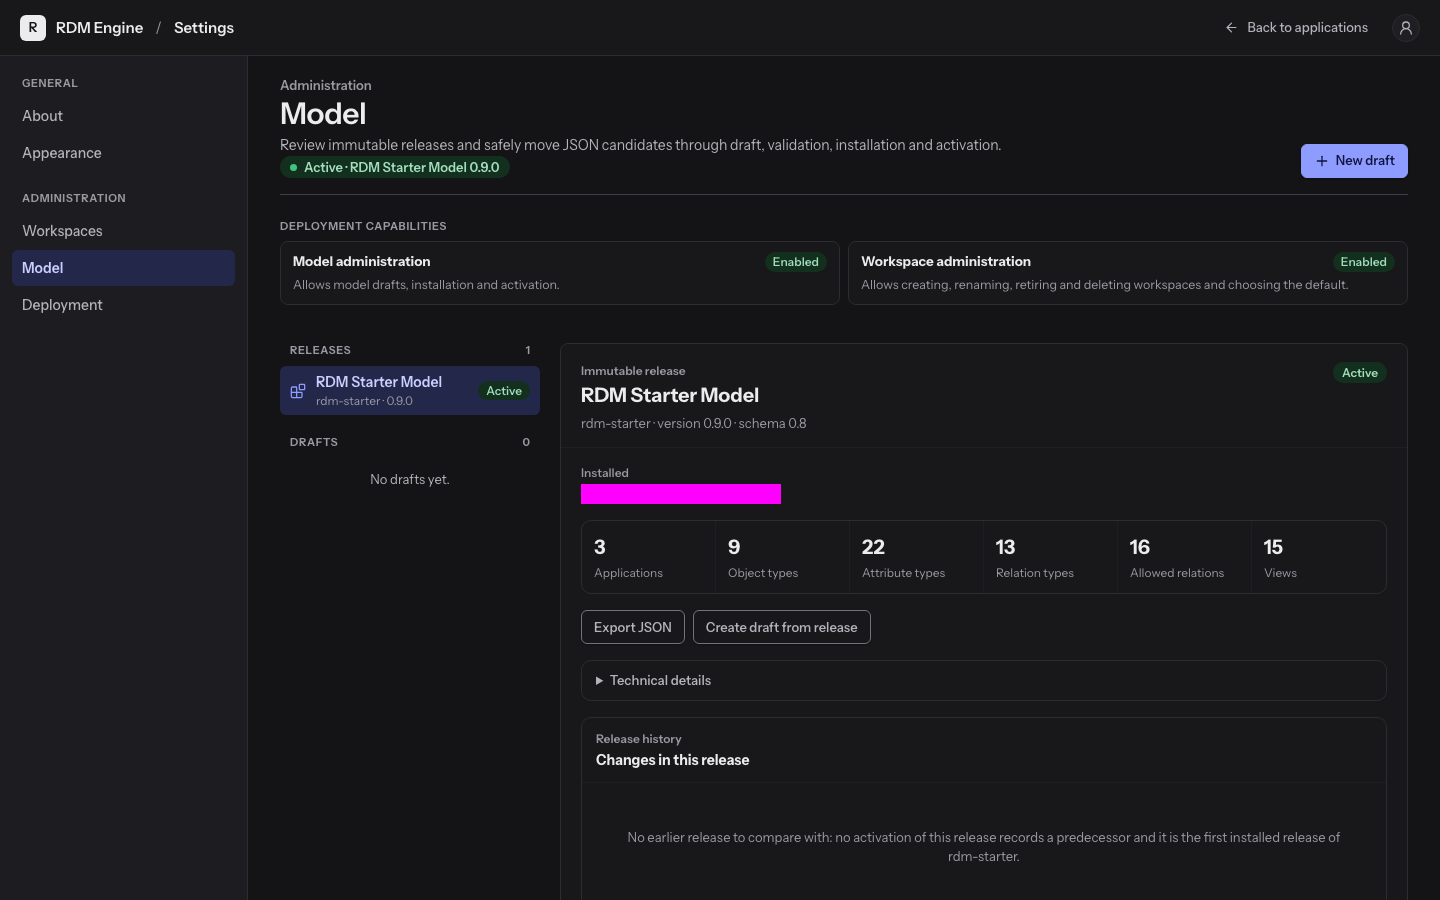 R RDM Engine / Settings
Back to applications
GENERAL
About
Appearance
ADMINISTRATION
Workspaces
Model
Deployment
Administration
Model
Review immutable releases and safely move JSON candidates through draft, validation, installation and activation.
Active · RDM Starter Model 0.9.0
New draft
DEPLOYMENT CAPABILITIES
Model administration
Enabled
Allows model drafts, installation and activation.
Workspace administration
Enabled
Allows creating, renaming, retiring and deleting workspaces and choosing the default.
RELEASES 1
RDM Starter Model
rdm-starter · 0.9.0
Active
DRAFTS 0
No drafts yet.
Immutable release
RDM Starter Model
rdm-starter · version 0.9.0 · schema 0.8
Active
Installed
3
Applications
9
Object types
22
Attribute types
13
Relation types
16
Allowed relations
15
Views
Export JSON
Create draft from release
Technical details
Release history
Changes in this release
No earlier release to compare with: no activation of this release records a predecessor and it is the first installed release of
rdm-starter.